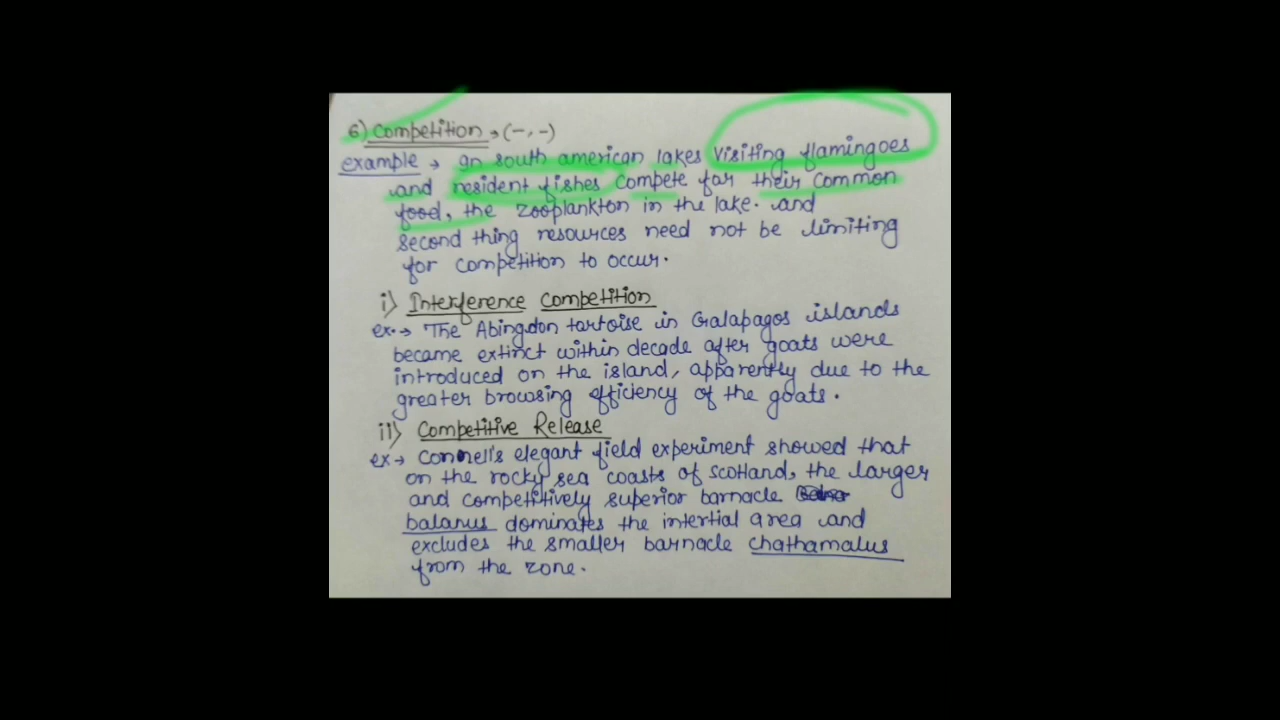 6) Competition → (-, -)
example → In south american lakes visiting flamingoes
and resident fishes compete for their common
food, the zooplankton in the lake. and
second thing resources need not be limiting
for competition to occur.
i) Interference Competition
ex. → The Abingdon tortoise in Galapagos islands
became extinct within decade after goats were
introduced on the island, apparently due to the
greater browsing efficiency of the goats.
ii) Competitive Release
ex → Connell's elegant field experiment showed that
on the rocky sea coasts of scotland, the larger
and competitively superior barnacle
balanus dominates the intertial area and
excludes the smaller barnacle chathamalus
from the zone.